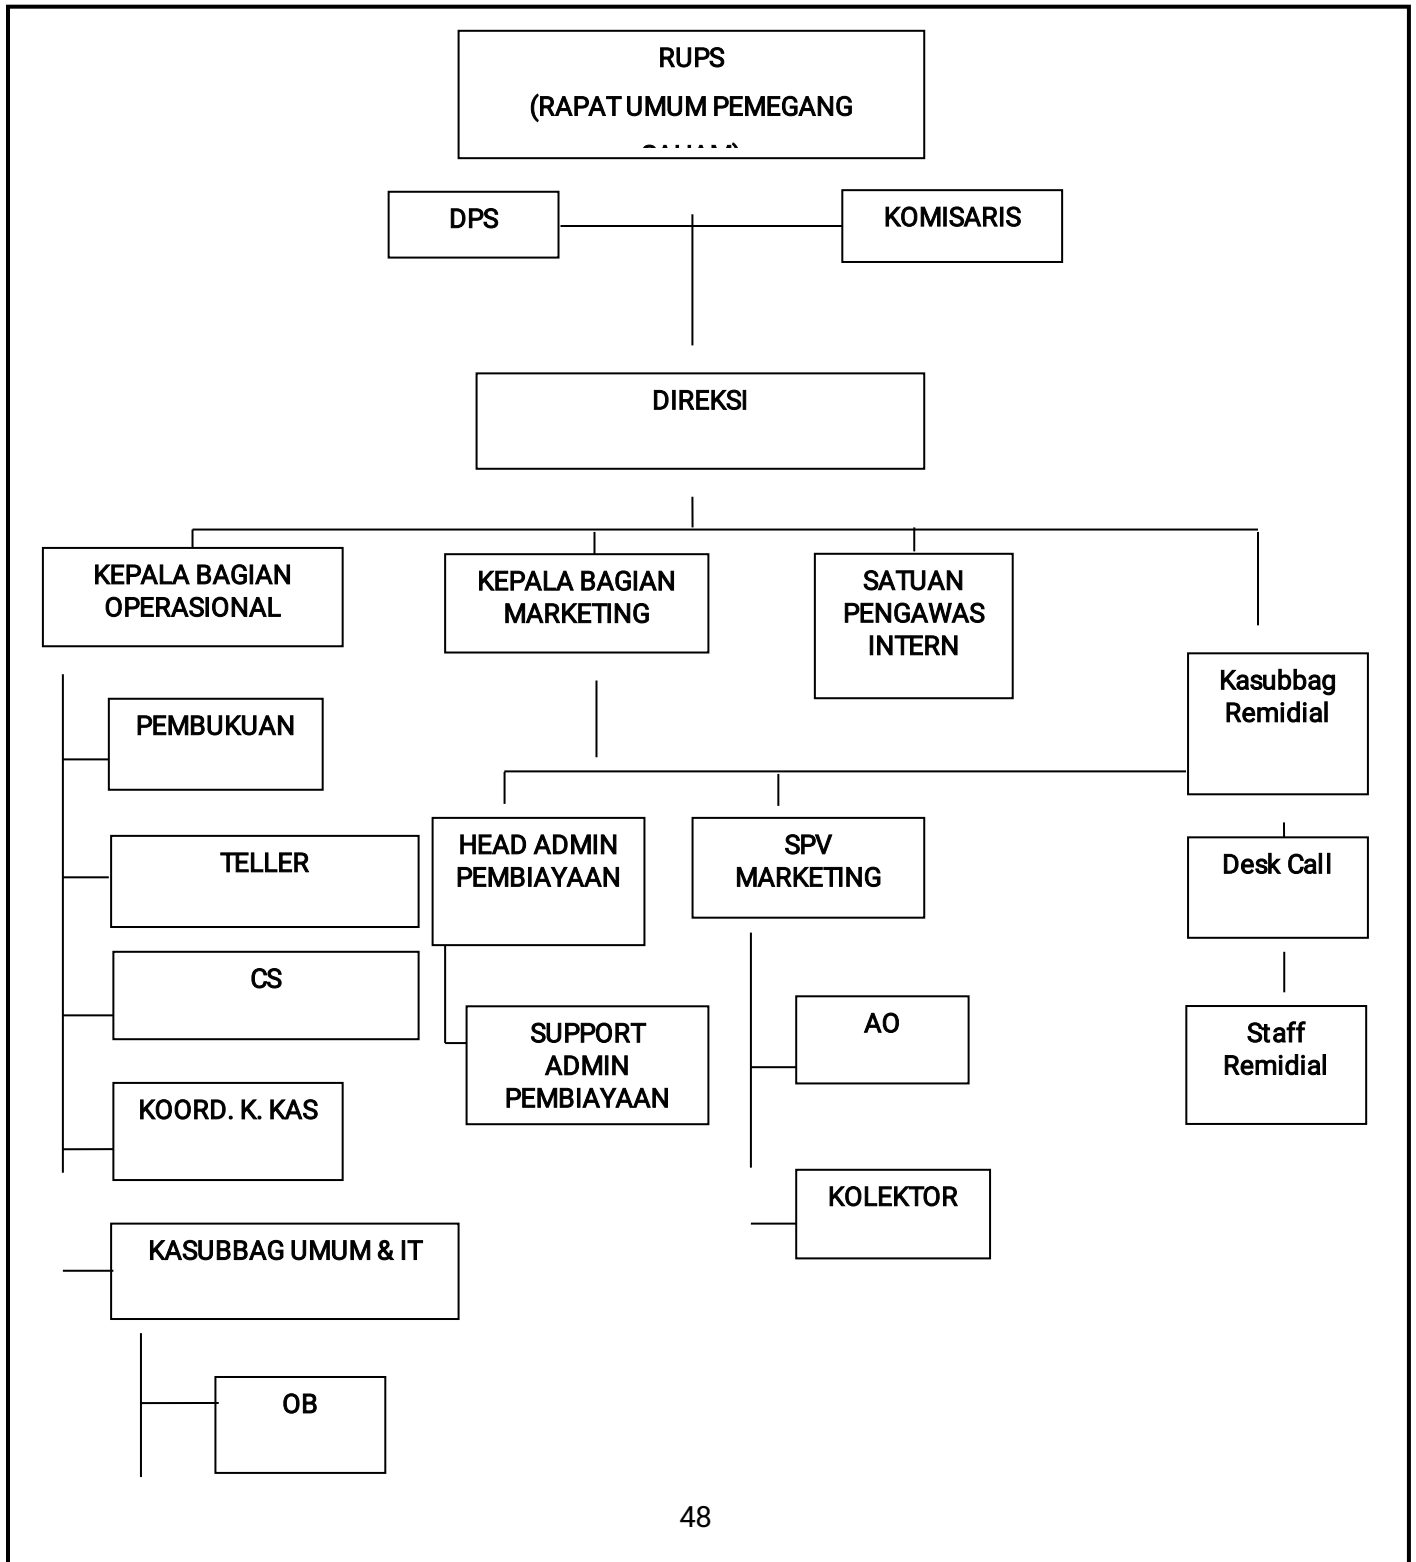 RUPS
(RAPAT UMUM PEMEGANG
DPS
KOMISARIS
DIREKSI
KEPALA BAGIAN
OPERASIONAL
KEPALA BAGIAN
MARKETING
SATUAN
PENGAWAS
INTERN
Kasubbag
Remidial
PEMBUKUAN
TELLER
HEAD ADMIN
PEMBIAYAAN
SPV
MARKETING
Desk Call
CS
SUPPORT
ADMIN
PEMBIAYAAN
AO
Staff
Remidial
KOORD. K. KAS
KOLEKTOR
KASUBBAG UMUM & IT
OB
48